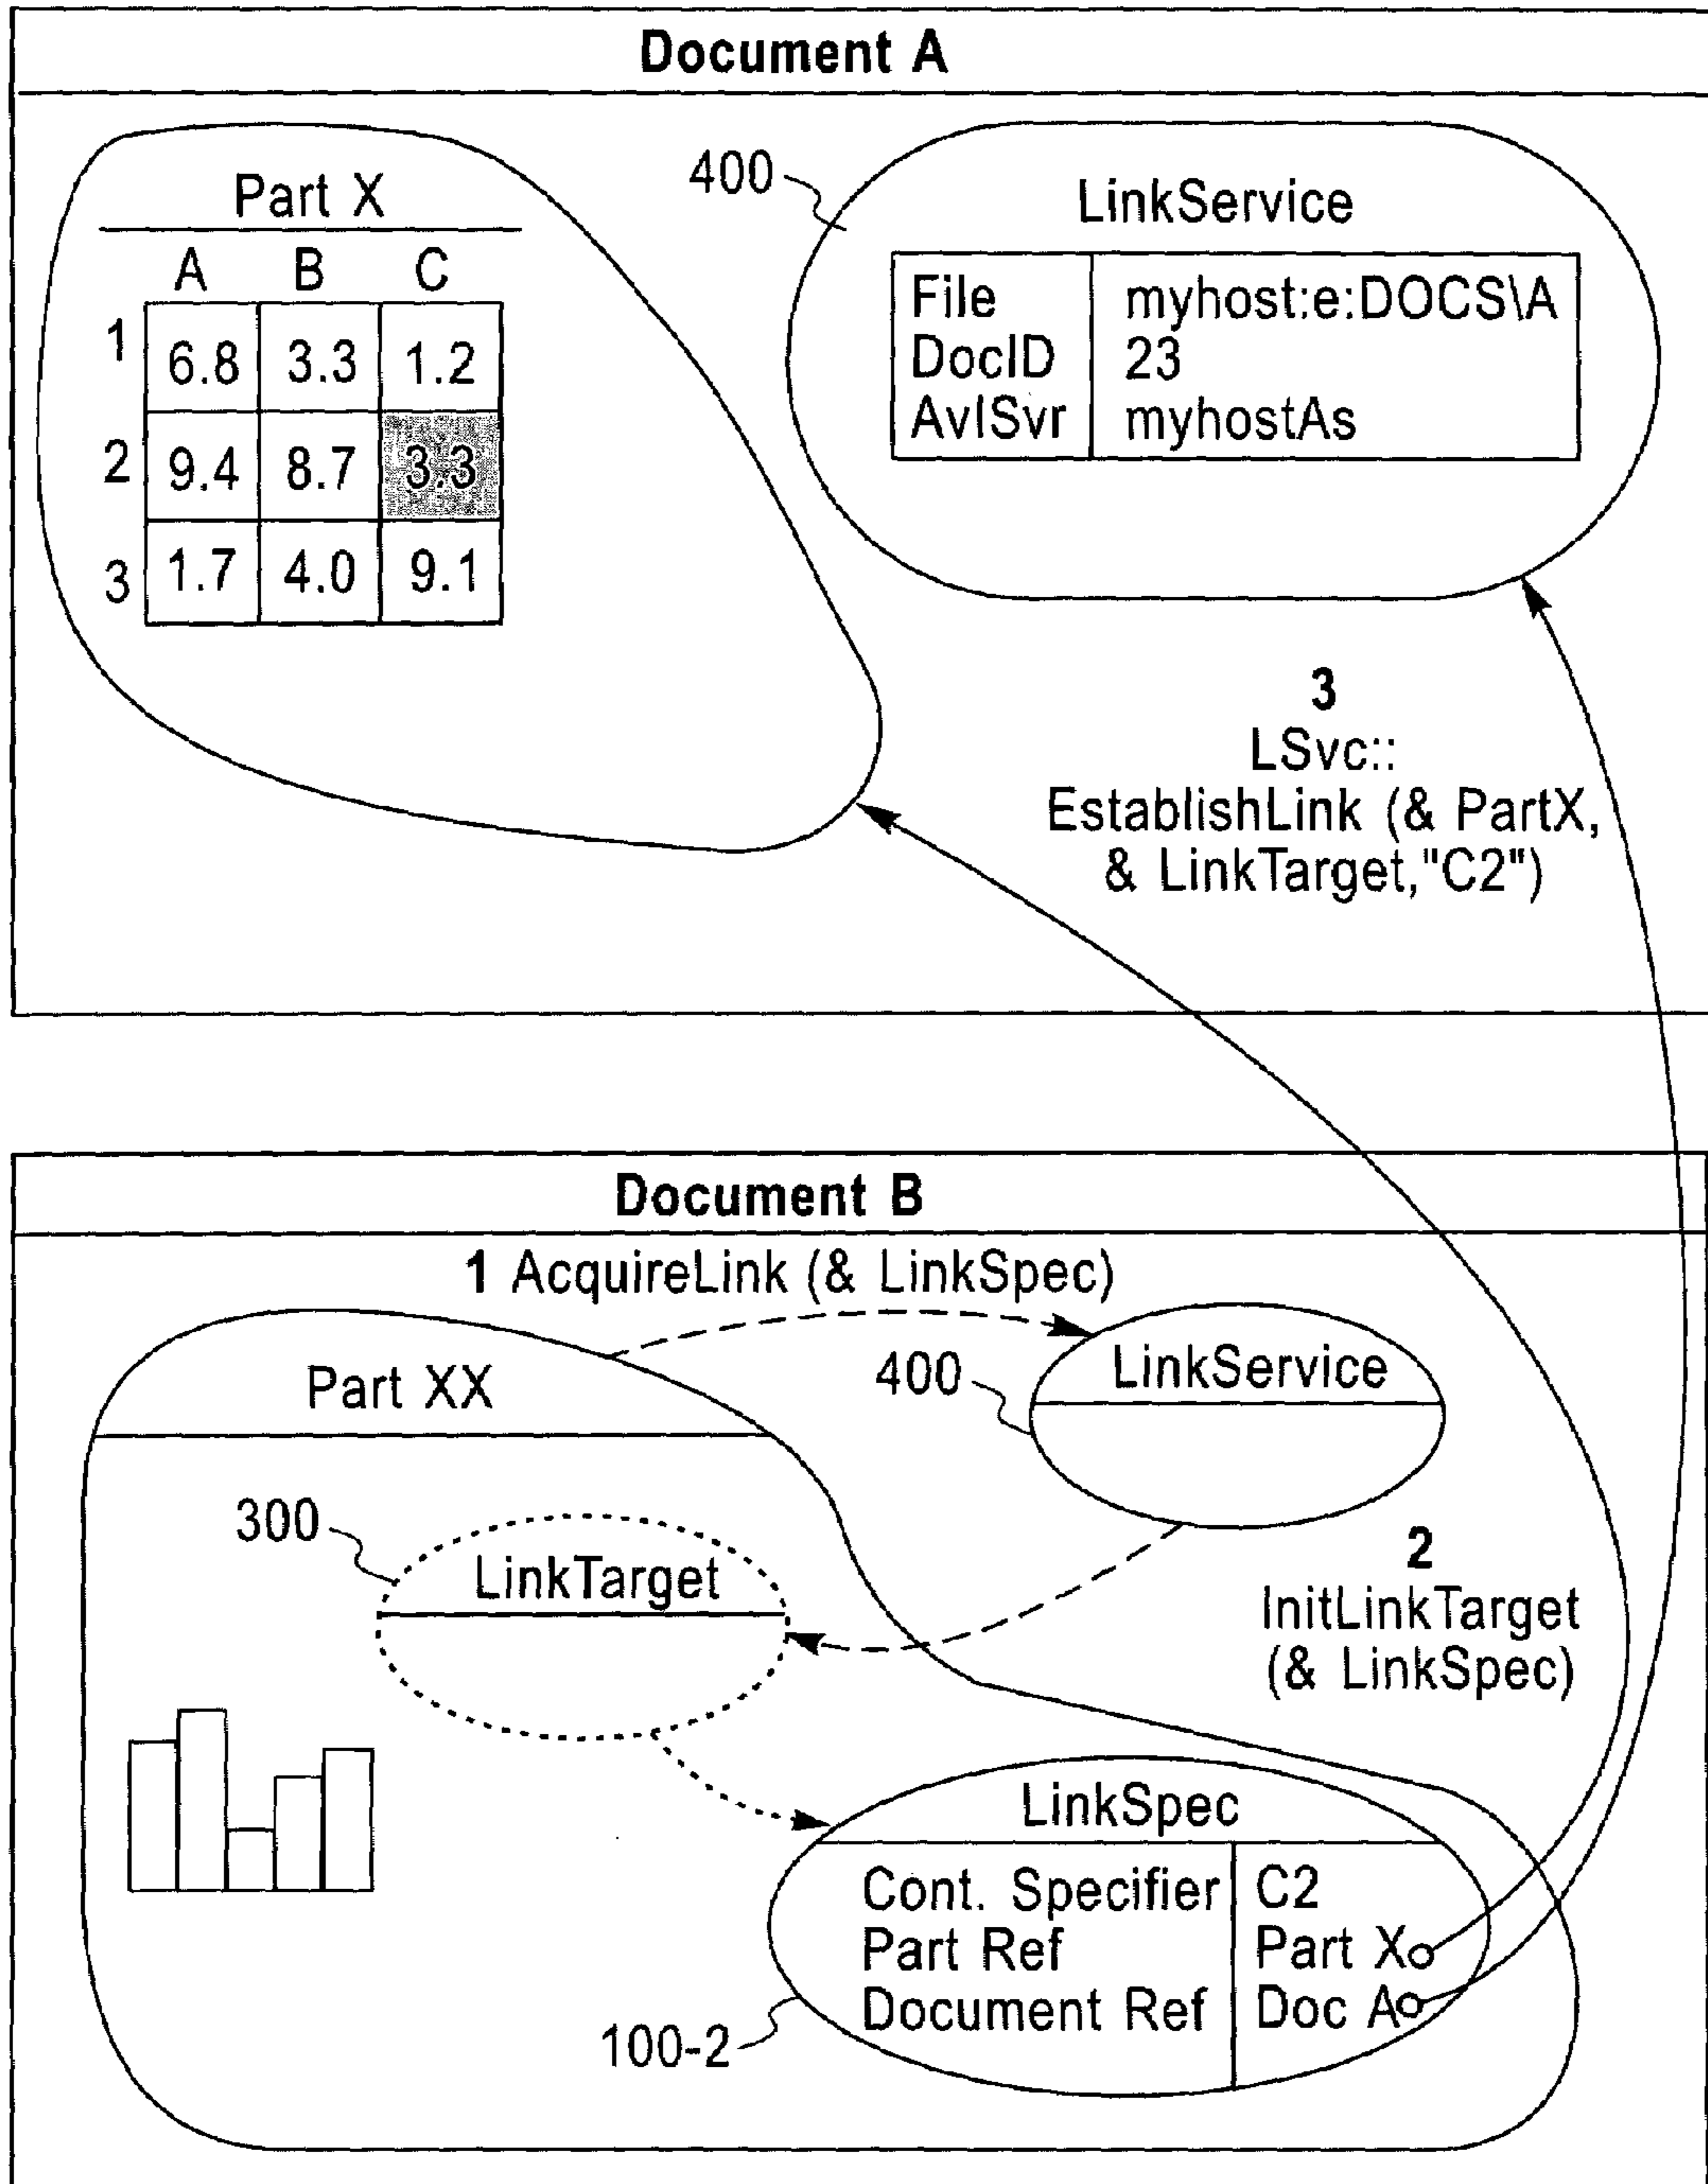 Document A
Part X
A B C
1 6.8 3.3 1.2
2 9.4 8.7 3.3
3 1.7 4.0 9.1
400
LinkService
File myhost:e:DOCS\A
DocID 23
AvlSvr myhostAs
3
LSvc::
EstablishLink (& PartX,
& LinkTarget,"C2")
Document B
1 AcquireLink (& LinkSpec)
Part XX
400
LinkService
300
LinkTarget
2
InitLinkTarget
(& LinkSpec)
LinkSpec
Cont. Specifier C2
Part Ref Part X
Document Ref Doc A
100-2